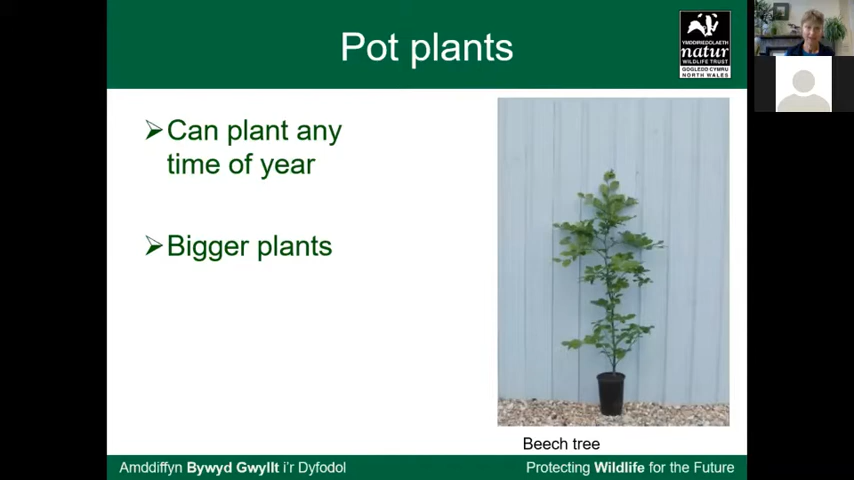 Pot plants
YMDDIRIEDOLAETH
natur
WILDLIFE TRUST
GOGLEDD CYMRU
NORTH WALES
➢Can plant any
time of year
➢Bigger plants
Beech tree
Amddiffyn Bywyd Gwyllt i'r Dyfodol
Protecting Wildlife for the Future